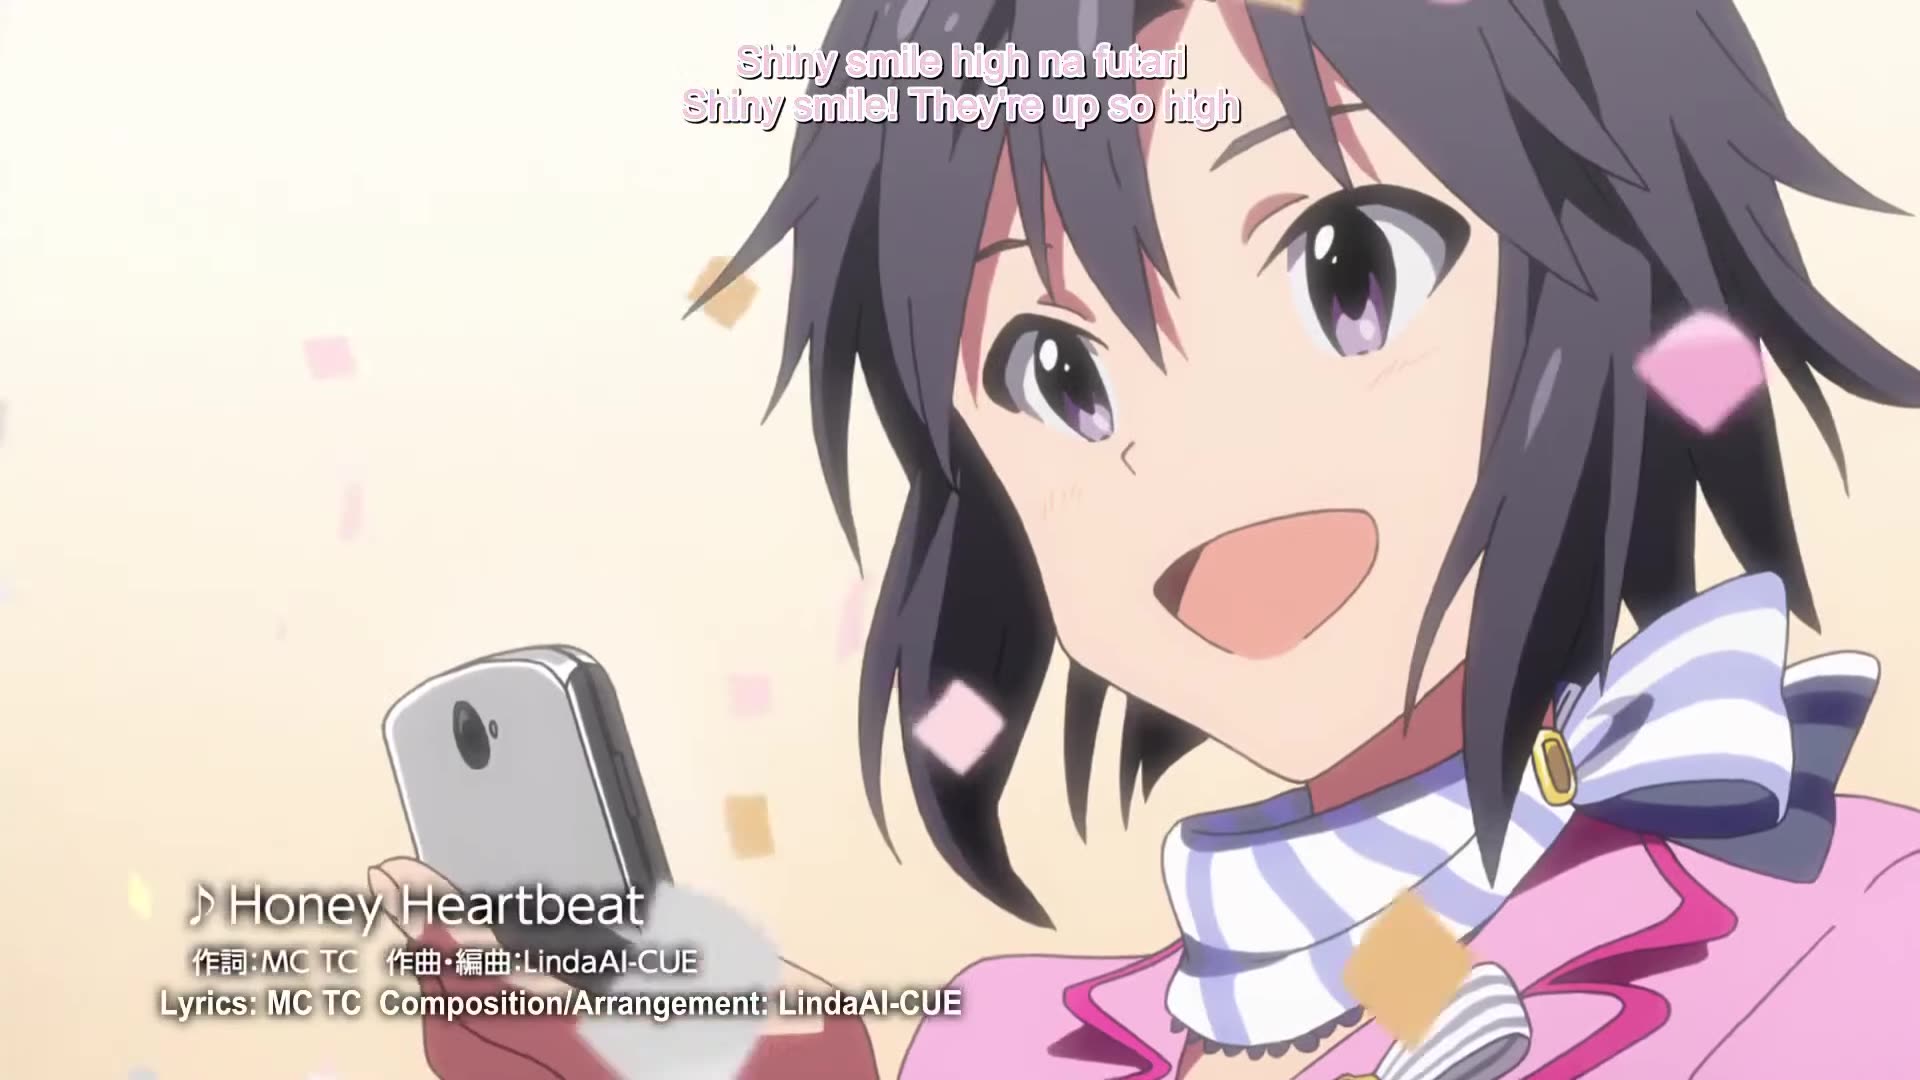 Shiny smile high na futari
Shiny smile! They're up so high
♪Honey Heartbeat
作詞:MC TC 作曲・編曲:LindaAI-CUE
Lyrics: MC TC Composition/Arrangement: LindaAI-CUE